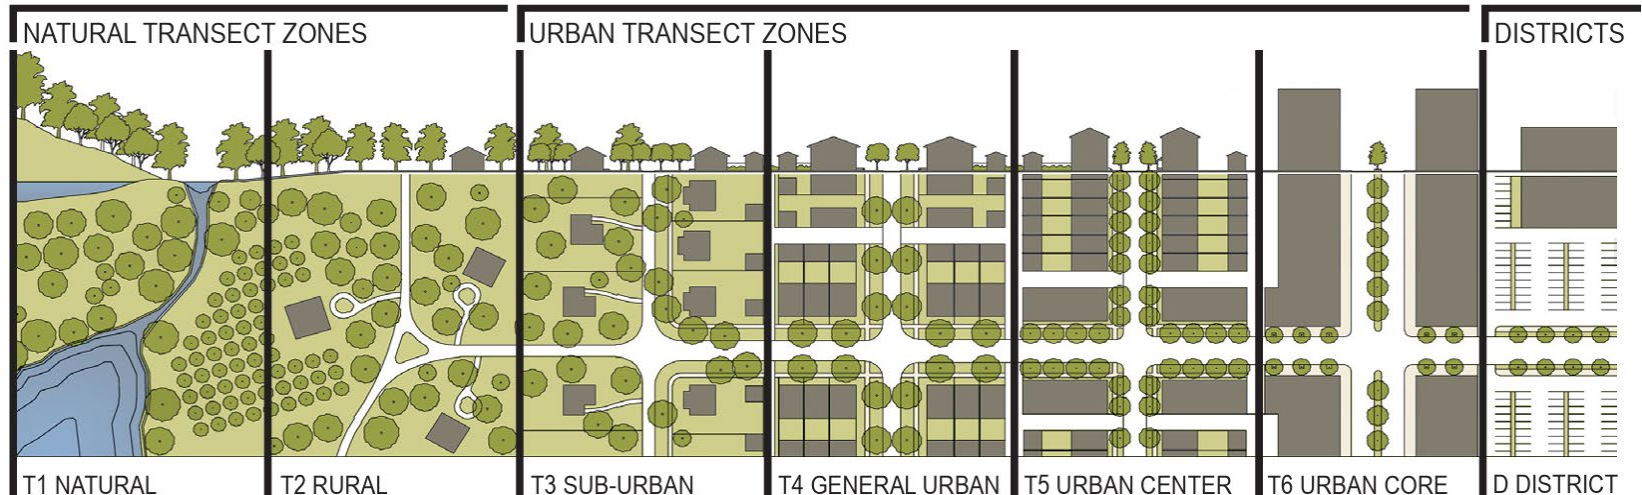 NATURAL TRANSECT ZONES
URBAN TRANSECT ZONES
DISTRICTS
T1 NATURAL
T2 RURAL
T3 SUB-URBAN
T4 GENERAL URBAN
T5 URBAN CENTER
T6 URBAN CORE
D DISTRICT